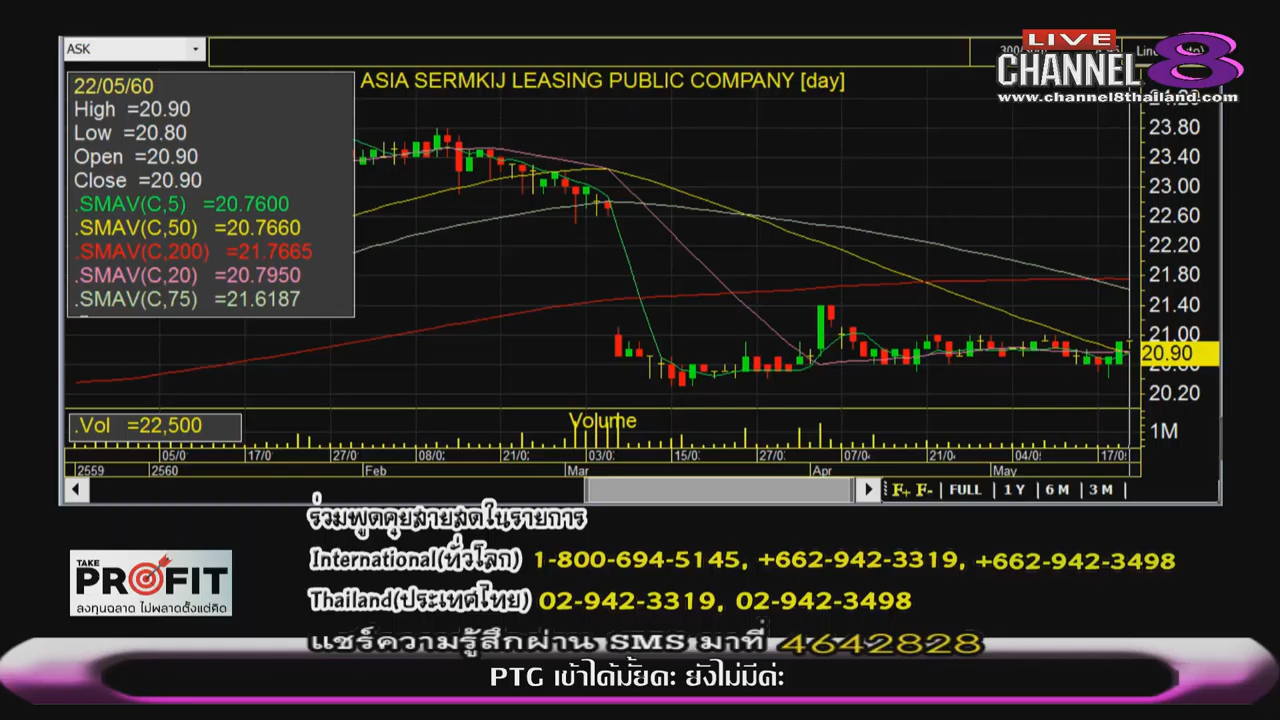 ASK
LIVE
CHANNEL 8
www.channel8thailand.com
ASIA SERMKIJ LEASING PUBLIC COMPANY [day]
22/05/60
High =20.90
Low =20.80
Open =20.90
Close =20.90
.SMAV(C,5) =20.7600
.SMAV(C,50) =20.7660
.SMAV(C,200) =21.7665
.SMAV(C,20) =20.7950
.SMAV(C,75) =21.6187
23.80
23.40
23.00
22.60
22.20
21.80
21.40
21.00
20.90
20.20
.Vol =22,500
Volume
1M
05/0 17/0 27/0 08/0 21/0 03/0 15/0 27/0 07/0 21/0 04/0 17/0
2559 2560 Feb Mar Apr May
F+ F- FULL 1 Y 6 M 3 M
ร่วมพูดคุยสายสดในรายการ
International(ทั่วโลก) 1-800-694-5145, +662-942-3319, +662-942-3498
TAKE
PROFIT
ลงทุนฉลาด ไม่พลาดตั้งแต่คิด
Thailand(ประเทศไทย) 02-942-3319, 02-942-3498
แชร์ความรู้สึกผ่าน SMS มาที่ 4642828
PTG เข้าได้มั้ยคะ ยังไม่มีค่ะ